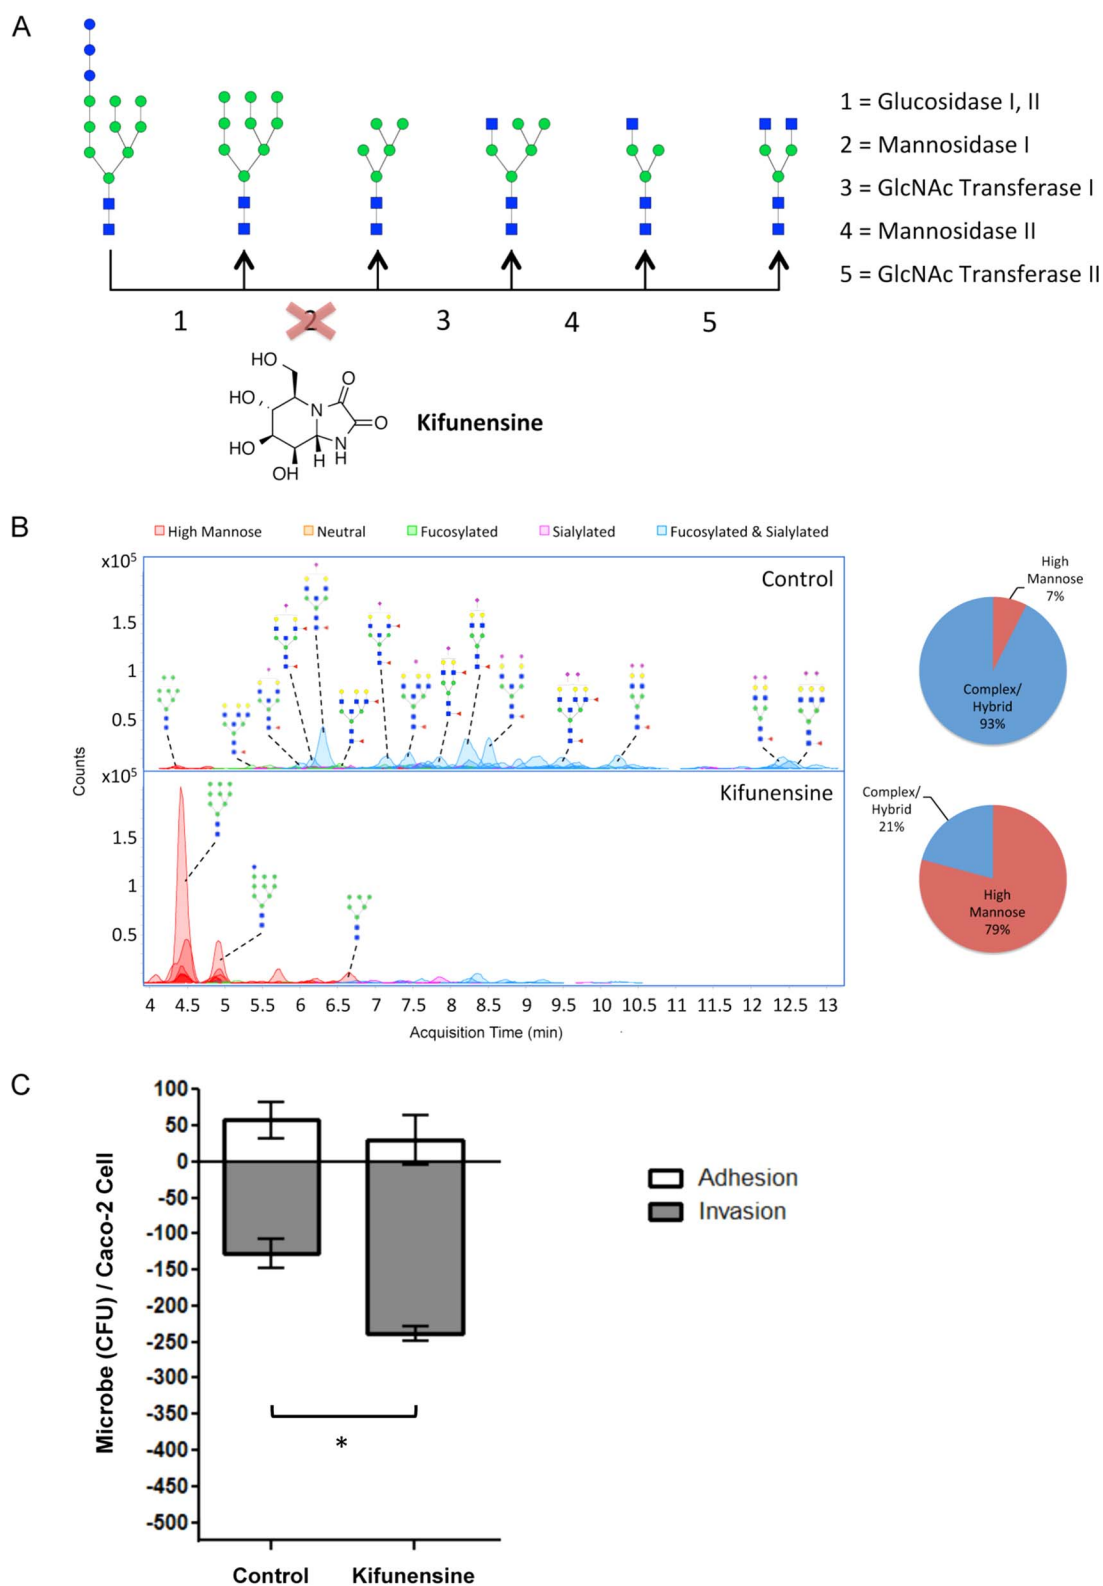 A
1 = Glucosidase I, II
2 = Mannosidase I
3 = GlcNAc Transferase I
4 = Mannosidase II
5 = GlcNAc Transferase II
1 2 3 4 5
HO
O
HO
N
O
HO
N
H
H
OH
Kifunensine
B
High Mannose Neutral Fucosylated Sialylated Fucosylated & Sialylated
x10⁵
Control
1.5
1
0.5
High
Mannose
7%
Complex/
Hybrid
93%
Counts
x10⁵
Kifunensine
1.5
1
0.5
Complex/
Hybrid
21%
High
Mannose
79%
4 4.5 5 5.5 6 6.5 7 7.5 8 8.5 9 9.5 10 10.5 11 11.5 12 12.5 13
Acquisition Time (min)
C
Microbe (CFU) / Caco-2 Cell
100
50
0
-50
-100
-150
-200
-250
-300
-350
-400
-450
-500
*
Control Kifunensine
Adhesion
Invasion